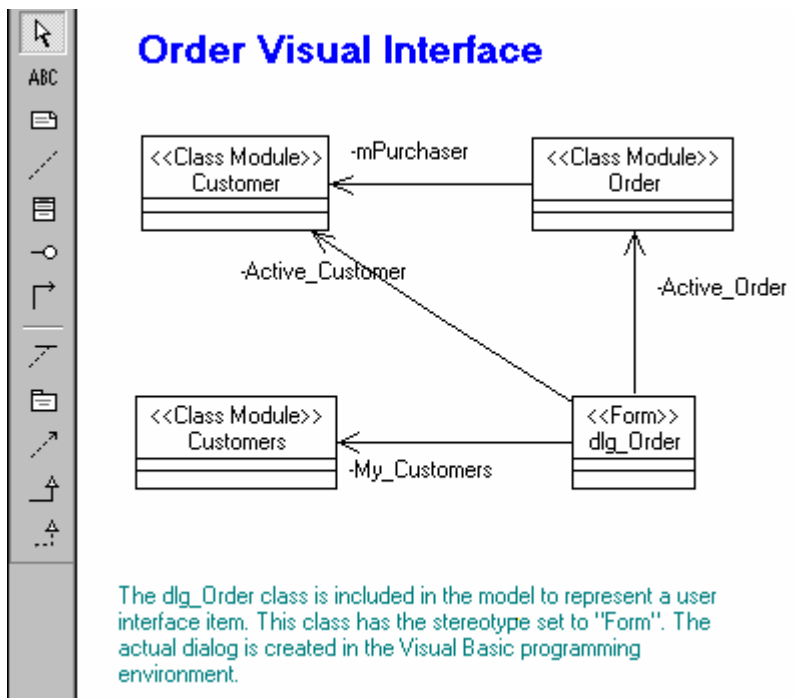 ABC
Order Visual Interface
<<Class Module>>
Customer
-mPurchaser
<<Class Module>>
Order
-Active_Customer
-Active_Order
<<Class Module>>
Customers
-My_Customers
<<Form>>
dlg_Order
The dlg_Order class is included in the model to represent a user
interface item. This class has the stereotype set to "Form". The
actual dialog is created in the Visual Basic programming
environment.